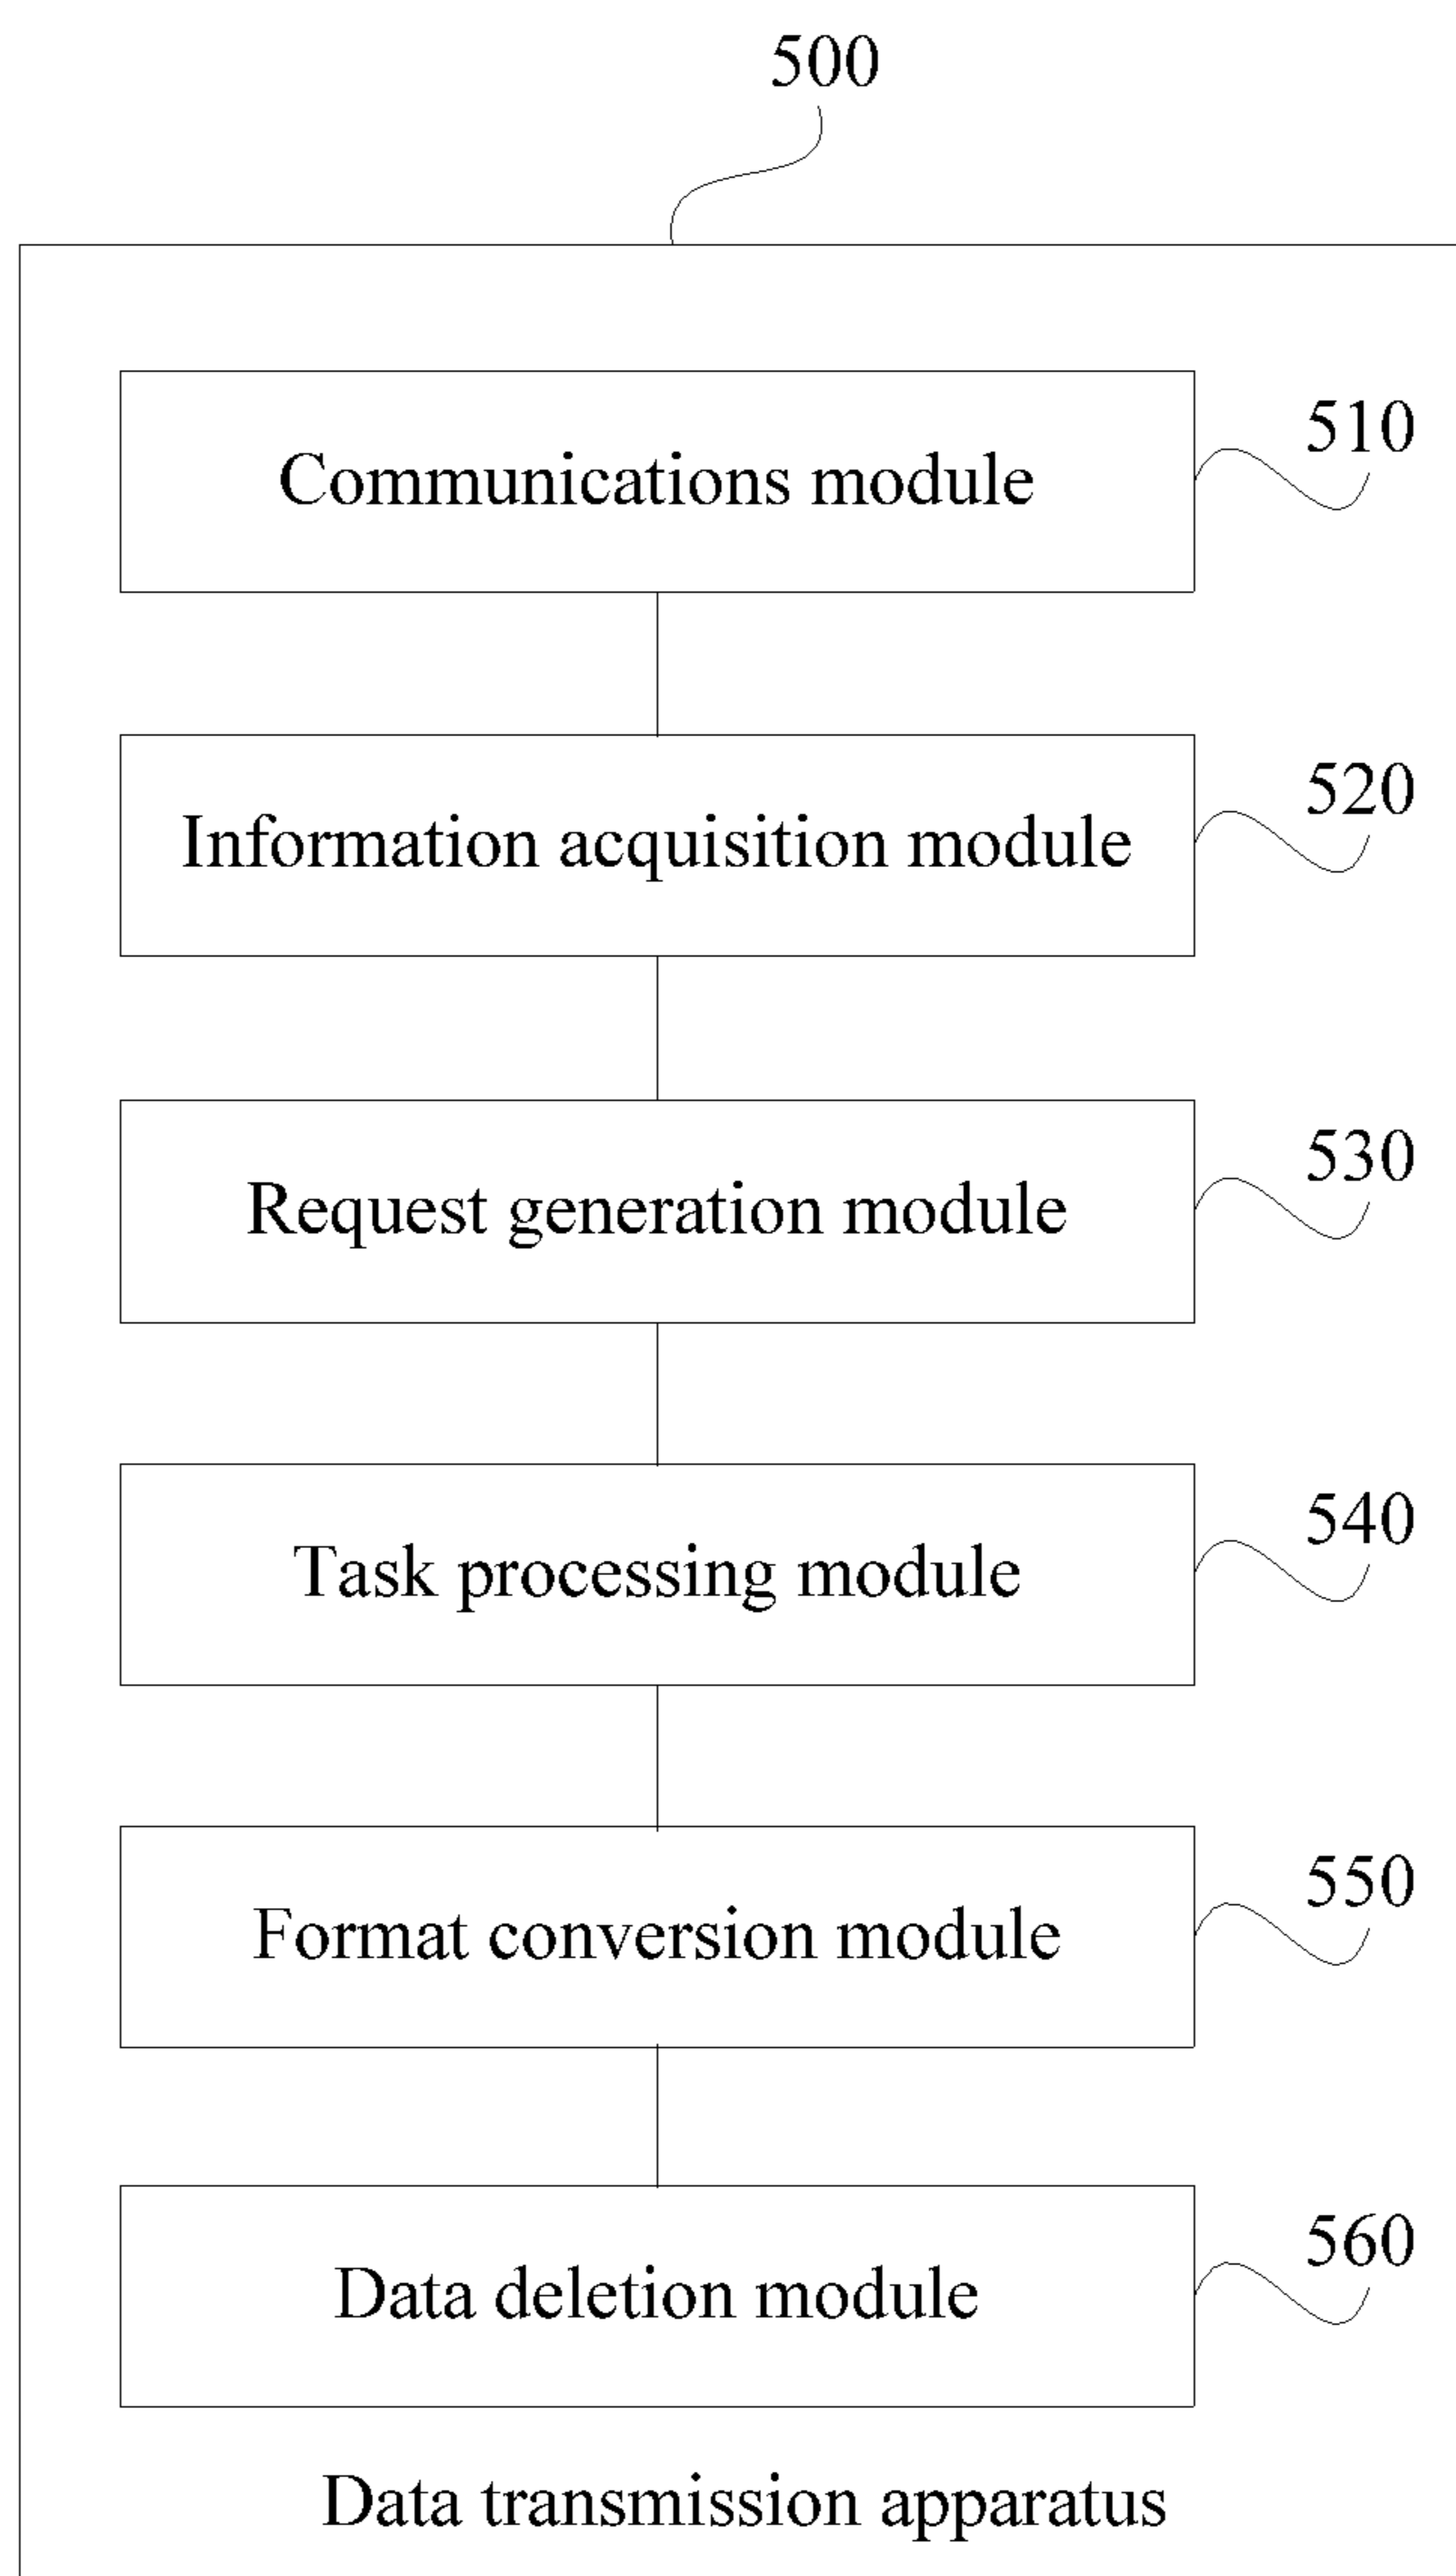 500
Communications module
510
Information acquisition module
520
Request generation module
530
Task processing module
540
Format conversion module
550
Data deletion module
560
Data transmission apparatus